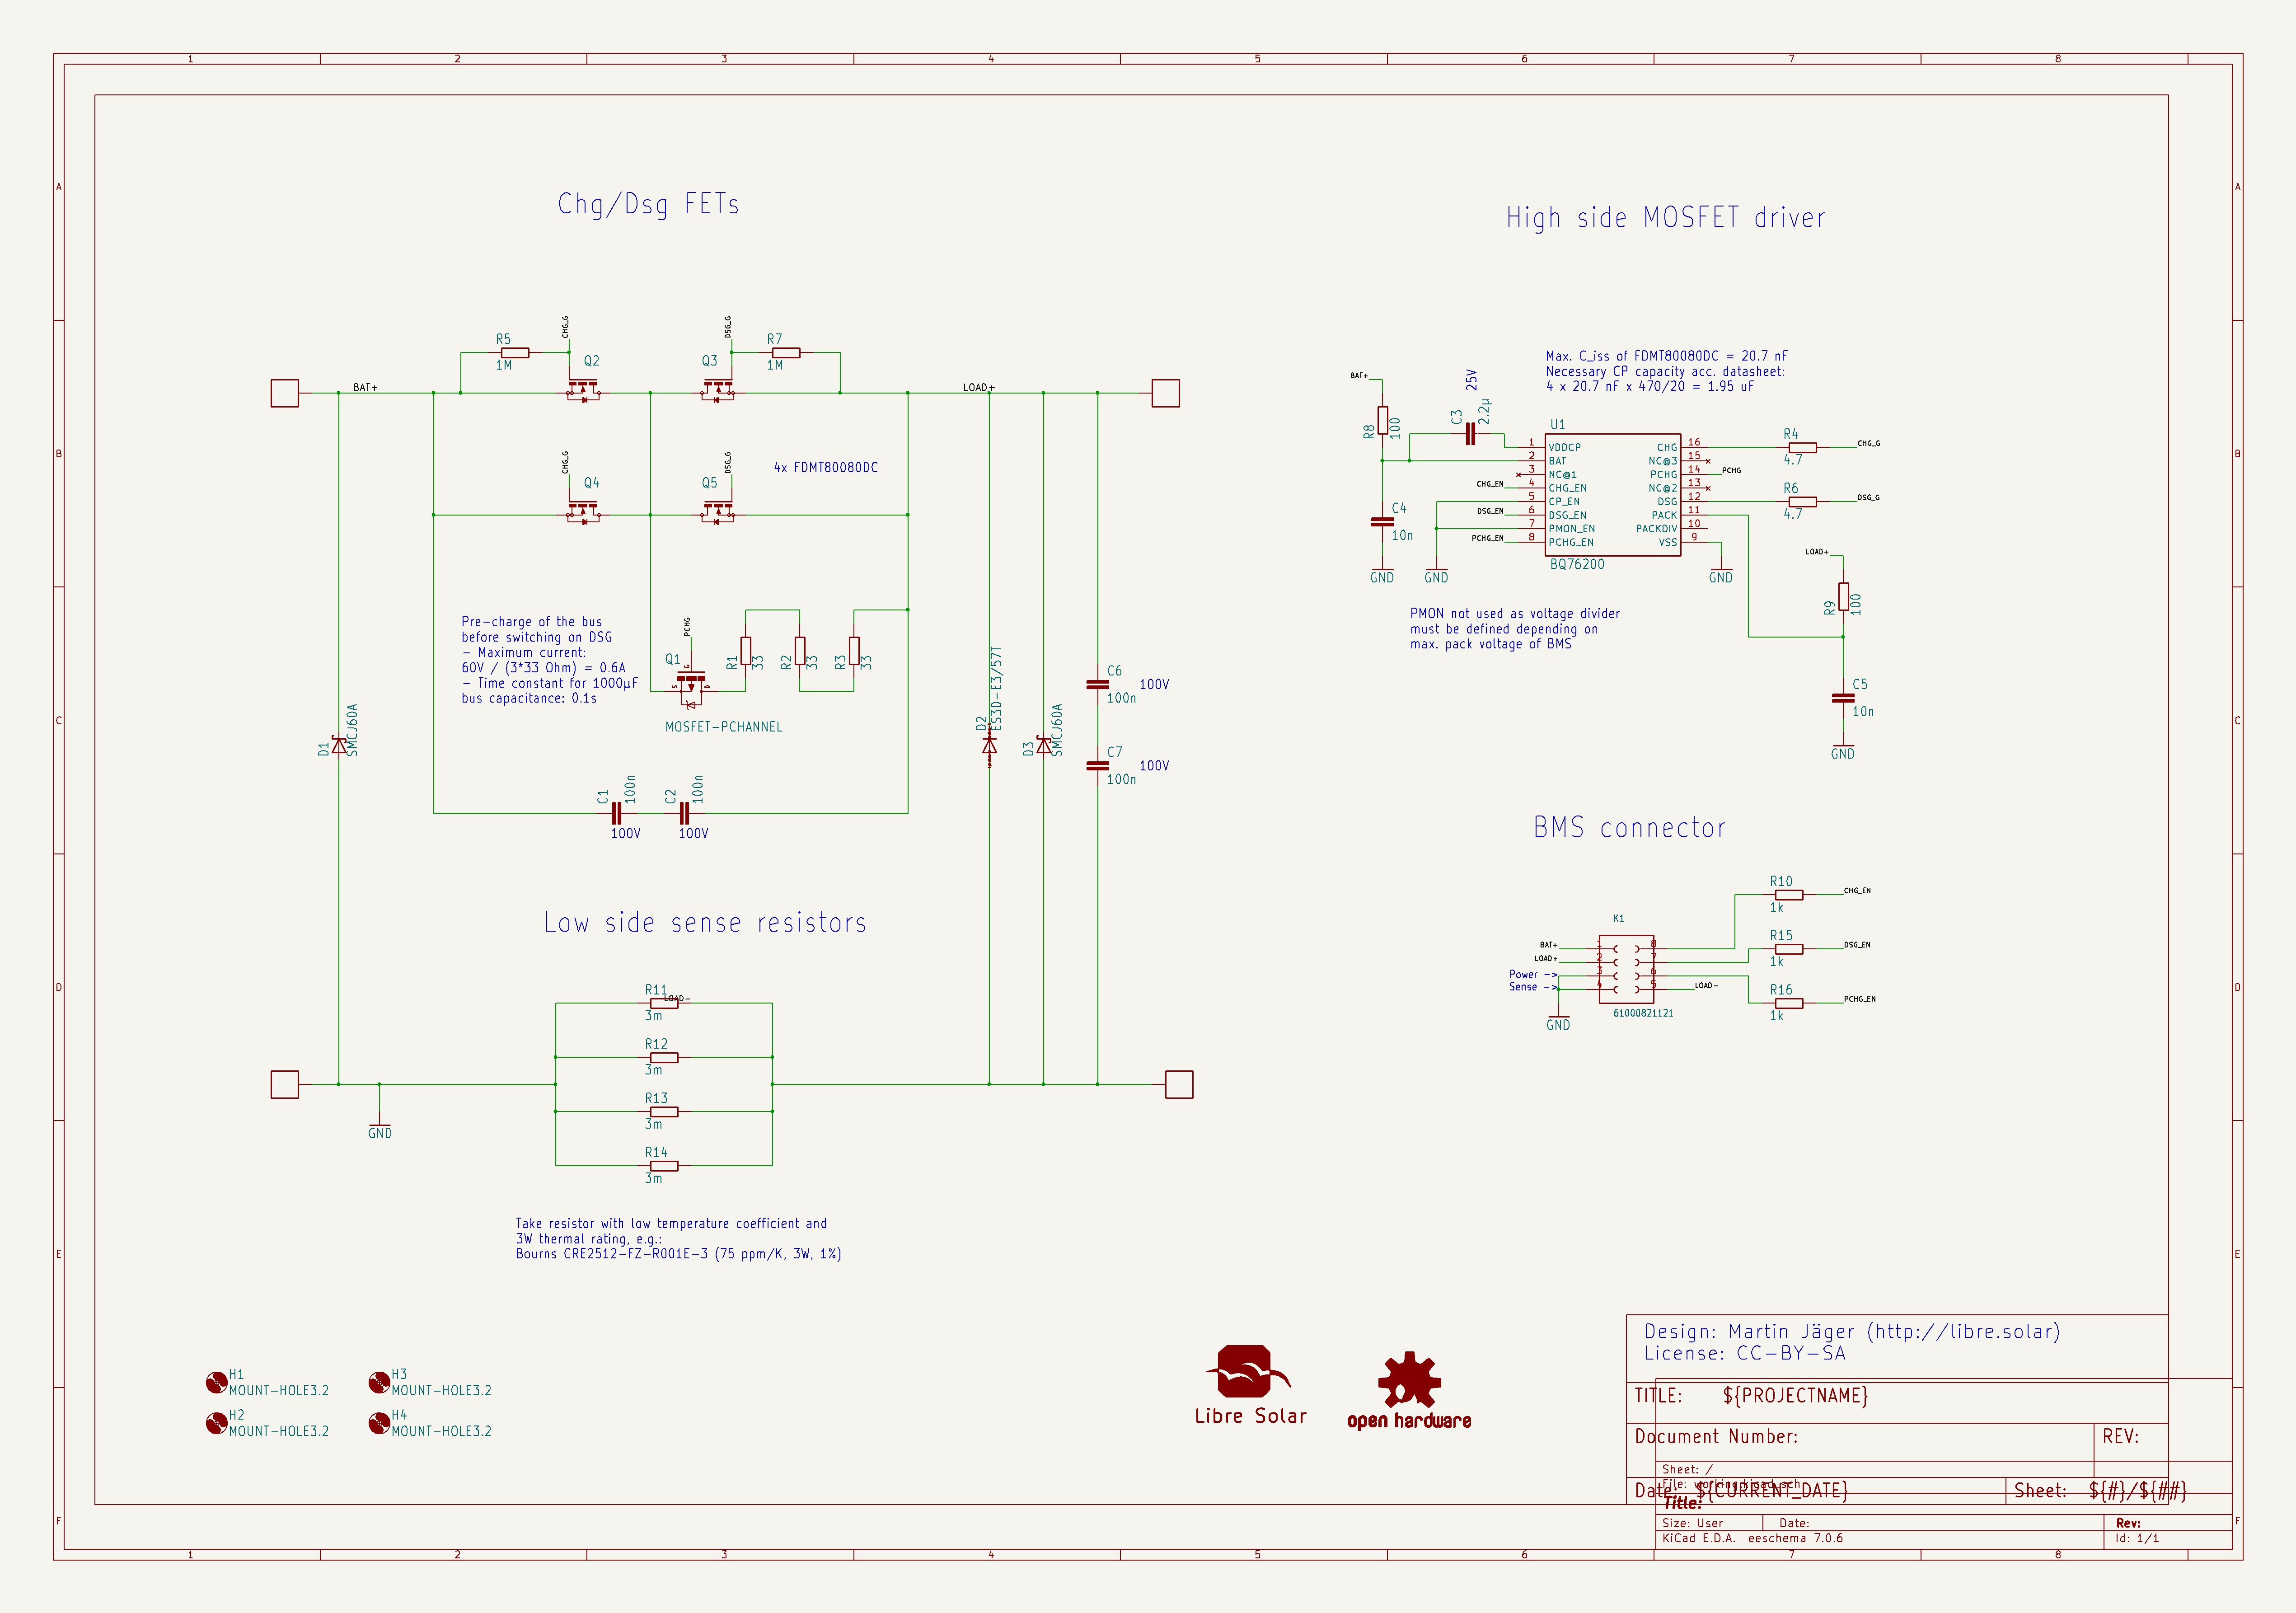 1 2 3 4 5 6 7 8
A
B
C
D
E
F
A
B
C
D
E
F
Chg/Dsg FETs
CHG_G
DSG_G
R5
1M
Q2
Q3
R7
1M
BAT+
LOAD+
CHG_G
DSG_G
Q4
Q5
4x FDMT80080DC
Pre-charge of the bus
before switching on DSG
- Maximum current:
60V / (3*33 Ohm) = 0.6A
- Time constant for 1000µF
bus capacitance: 0.1s
PCHG
Q1
G
S
D
MOSFET-PCHANNEL
R1
33
R2
33
R3
33
D1
SMCJ60A
D2
ES3D-E3/57T
D3
SMCJ60A
C6
100n
100V
C7
100n
100V
C1
100n
100V
C2
100n
100V
Low side sense resistors
R11
LOAD-
3m
R12
3m
R13
3m
R14
3m
GND
Take resistor with low temperature coefficient and
3W thermal rating, e.g.:
Bourns CRE2512-FZ-R001E-3 (75 ppm/K, 3W, 1%)
High side MOSFET driver
Max. C_iss of FDMT80080DC = 20.7 nF
Necessary CP capacity acc. datasheet:
4 x 20.7 nF x 470/20 = 1.95 uF
BAT+
R8
100
25V
C3
2.2µ
C4
10n
GND
GND
CHG_EN
DSG_EN
PCHG_EN
U1
1 VDDCP
2 BAT
3 NC@1
4 CHG_EN
5 CP_EN
6 DSG_EN
7 PMON_EN
8 PCHG_EN
CHG 16
NC@3 15
PCHG 14
NC@2 13
DSG 12
PACK 11
PACKDIV 10
VSS 9
BQ76200
R4
4.7
CHG_G
PCHG
R6
4.7
DSG_G
GND
LOAD+
R9
100
C5
10n
GND
PMON not used as voltage divider
must be defined depending on
max. pack voltage of BMS
BMS connector
K1
BAT+
LOAD+
Power ->
Sense ->
1
2
3
4
8
7
6
5
61000821121
GND
LOAD-
R10
1k
CHG_EN
R15
1k
DSG_EN
R16
1k
PCHG_EN
H1
MOUNT-HOLE3.2
H2
MOUNT-HOLE3.2
H3
MOUNT-HOLE3.2
H4
MOUNT-HOLE3.2
Libre Solar
open hardware
Design: Martin Jäger (http://libre.solar)
License: CC-BY-SA
TITLE: ${PROJECTNAME}
Document Number:
REV:
Sheet: /
File: working.kicad_sch
Date: ${CURRENT_DATE}
Sheet: ${#}/${##}
Title:
Size: User
Date:
Rev:
KiCad E.D.A. eeschema 7.0.6
Id: 1/1
1 2 3 4 5 6 7 8